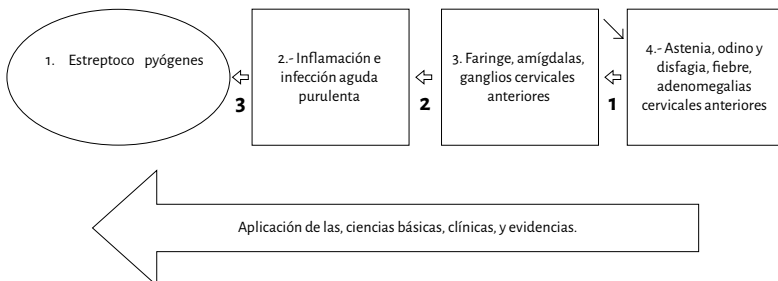 1. Estreptoco pyógenes
2.- Inflamación e
infección aguda
purulenta
3. Faringe, amígdalas,
ganglios cervicales
anteriores
4.- Astenia, odino y
disfagia, fiebre,
adenomegalias
cervicales anteriores
3
2
1
Aplicación de las, ciencias básicas, clínicas, y evidencias.